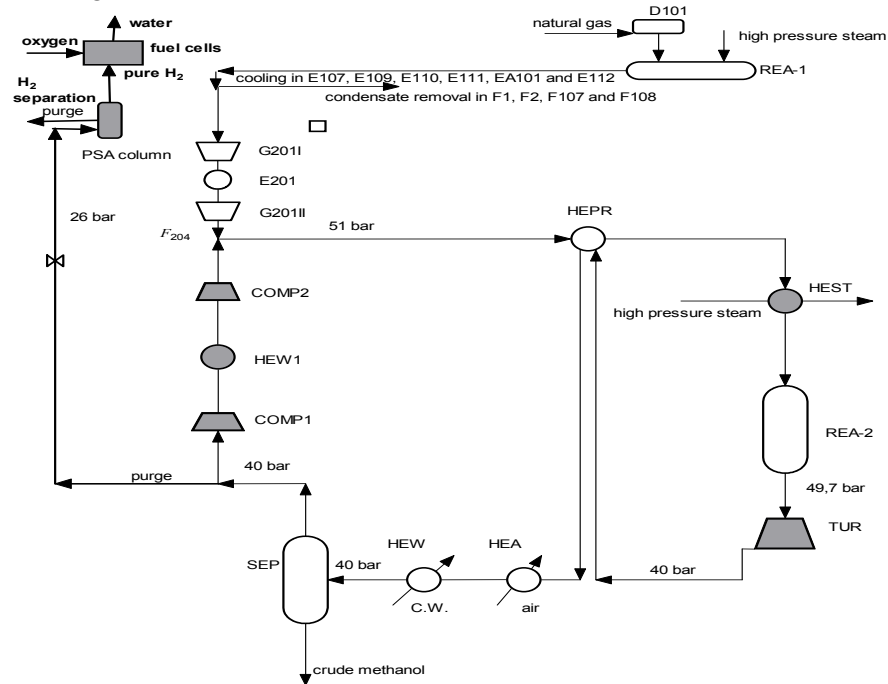 water
oxygen
fuel cells
pure H2
H2
separation
purge
PSA column
26 bar
D101
natural gas
high pressure steam
REA-1
cooling in E107, E109, E110, E111, EA101 and E112
condensate removal in F1, F2, F107 and F108
G201I
E201
G201II
F204
51 bar
HEPR
COMP2
HEST
high pressure steam
HEW1
COMP1
REA-2
40 bar
purge
49,7 bar
TUR
HEW
HEA
SEP
40 bar
40 bar
C.W.
air
crude methanol